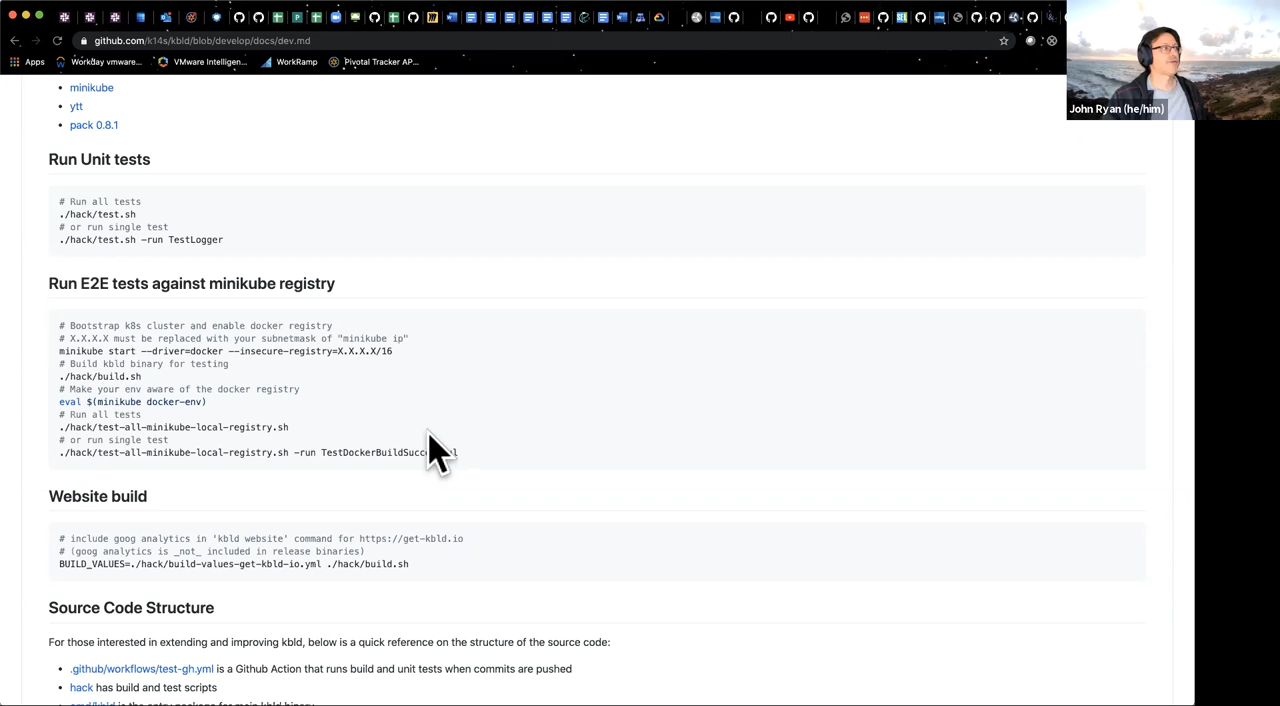 github.com/k14s/kbld/blob/develop/docs/dev.md
Apps
Workday vmware...
VMware Intelligen...
WorkRamp
Pivotal Tracker AP...
John Ryan (he/him)
minikube
ytt
pack 0.8.1
Run Unit tests
# Run all tests
./hack/test.sh
# or run single test
./hack/test.sh -run TestLogger
Run E2E tests against minikube registry
# Bootstrap k8s cluster and enable docker registry
# X.X.X.X must be replaced with your subnetmask of "minikube ip"
minikube start --driver=docker --insecure-registry=X.X.X.X/16
# Build kbld binary for testing
./hack/build.sh
# Make your env aware of the docker registry
eval $(minikube docker-env)
# Run all tests
./hack/test-all-minikube-local-registry.sh
# or run single test
./hack/test-all-minikube-local-registry.sh -run
Website build
# include goog analytics in 'kbld website' command for https://get-kbld.io
# (goog analytics is _not_ included in release binaries)
BUILD_VALUES=./hack/build-values-get-kbld-io.yml ./hack/build.sh
Source Code Structure
For those interested in extending and improving kbld, below is a quick reference on the structure of the source code:
.github/workflows/test-gh.yml is a Github Action that runs build and unit tests when commits are pushed
hack has build and test scripts